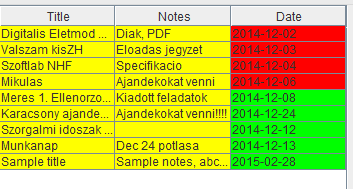 Title Notes Date
Digitalis Eletmod ... Diak, PDF 2014-12-02
Valszam kisZH Eloadas jegyzet 2014-12-03
Szoftlab NHF Specifikacio 2014-12-04
Mikulas Ajandekokat venni 2014-12-06
Meres 1. Ellenorzo... Kiadott feladatok 2014-12-08
Karacsony ajande... Ajandekokat venni!!!! 2014-12-24
Szorgalmi idoszak ... 2014-12-12
Munkanap Dec 24 potlasa 2014-12-13
Sample title Sample notes, abc... 2015-02-28